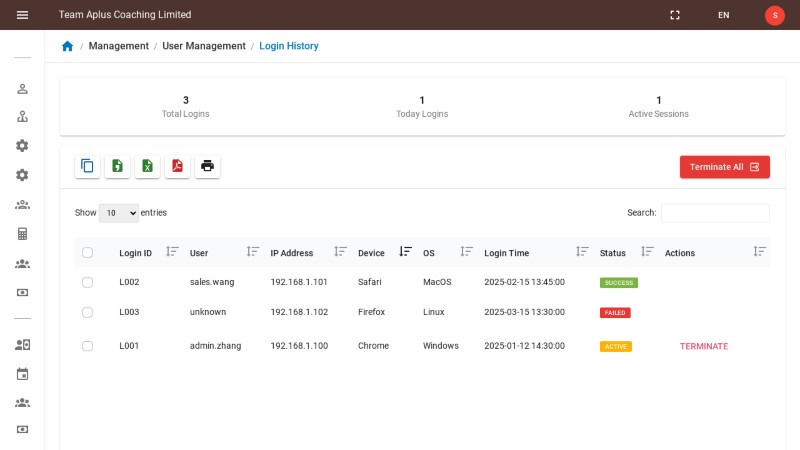 Team Aplus Coaching Limited EN S
/ Management / User Management / Login History
3 1 1
Total Logins Today Logins Active Sessions
Terminate All
Show 10 entries Search:
Login ID User IP Address Device OS Login Time Status Actions
L002 sales.wang 192.168.1.101 Safari MacOS 2025-02-15 13:45:00 SUCCESS
L003 unknown 192.168.1.102 Firefox Linux 2025-03-15 13:30:00 FAILED
L001 admin.zhang 192.168.1.100 Chrome Windows 2025-01-12 14:30:00 ACTIVE TERMINATE